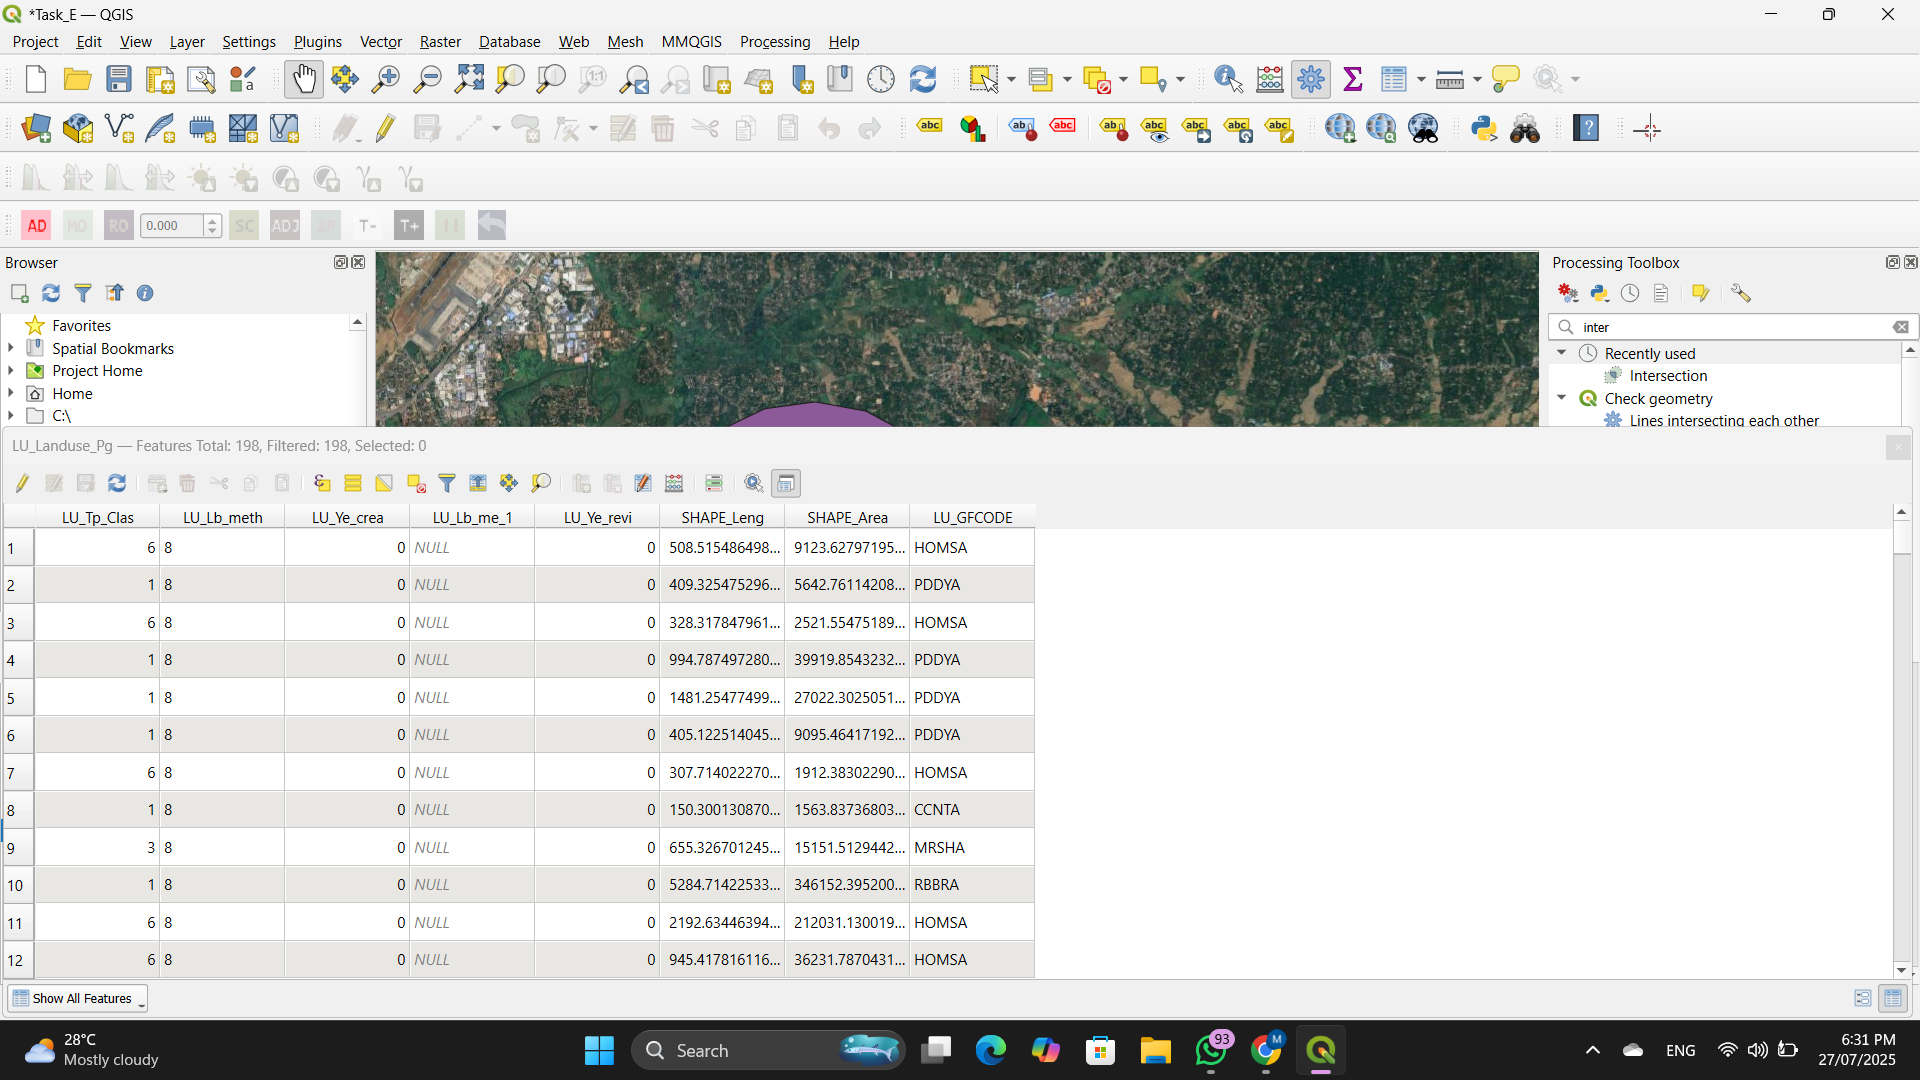 *Task_E — QGIS
Project Edit View Layer Settings Plugins Vector Raster Database Web Mesh MMQGIS Processing Help
AD MO RO 0.000 SC ADJ 2P T- T+
Browser
Favorites
Spatial Bookmarks
Project Home
Home
C:\
Processing Toolbox
inter
Recently used
Intersection
Check geometry
Lines intersecting each other
LU_Landuse_Pg — Features Total: 198, Filtered: 198, Selected: 0
LU_Tp_Clas LU_Lb_meth LU_Ye_crea LU_Lb_me_1 LU_Ye_revi SHAPE_Leng SHAPE_Area LU_GFCODE
1 6 8 0 NULL 0 508.515486498... 9123.62797195... HOMSA
2 1 8 0 NULL 0 409.325475296... 5642.76114208... PDDYA
3 6 8 0 NULL 0 328.317847961... 2521.55475189... HOMSA
4 1 8 0 NULL 0 994.787497280... 39919.8543232... PDDYA
5 1 8 0 NULL 0 1481.25477499... 27022.3025051... PDDYA
6 1 8 0 NULL 0 405.122514045... 9095.46417192... PDDYA
7 6 8 0 NULL 0 307.714022270... 1912.38302290... HOMSA
8 1 8 0 NULL 0 150.300130870... 1563.83736803... CCNTA
9 3 8 0 NULL 0 655.326701245... 15151.5129442... MRSHA
10 1 8 0 NULL 0 5284.71422533... 346152.395200... RBBRA
11 6 8 0 NULL 0 2192.63446394... 212031.130019... HOMSA
12 6 8 0 NULL 0 945.417816116... 36231.7870431... HOMSA
Show All Features
28°C
Mostly cloudy
Search
93
M
ENG
6:31 PM
27/07/2025